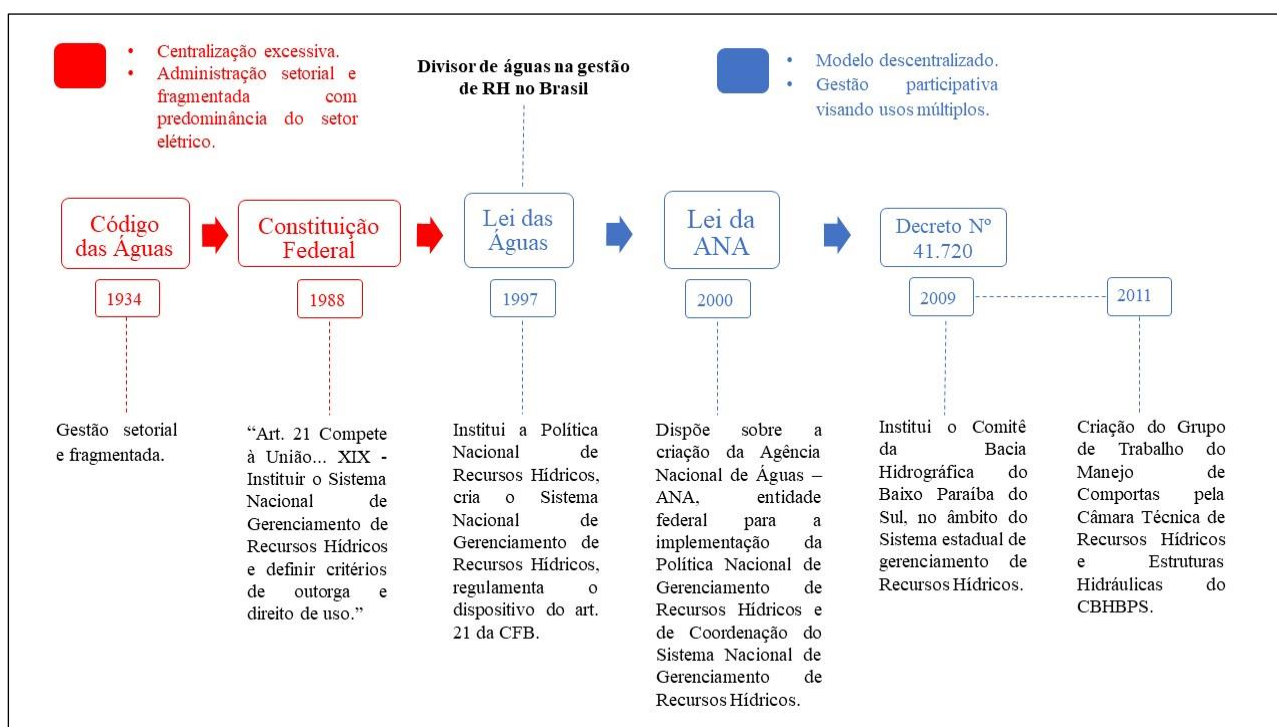 • Centralização excessiva.
• Administração setorial e
fragmentada com
predominância do setor
elétrico.
Divisor de águas na gestão
de RH no Brasil
• Modelo descentralizado.
• Gestão participativa
visando usos múltiplos.
Código
das Águas
Constituição
Federal
Lei das
Águas
Lei da
ANA
Decreto Nº
41.720
1934
1988
1997
2000
2009
2011
Gestão setorial
e fragmentada.
“Art. 21 Compete
à União... XIX -
Instituir o Sistema
Nacional de
Gerenciamento de
Recursos Hídricos
e definir critérios
de outorga e
direito de uso.”
Institui a Política
Nacional de
Recursos Hídricos,
cria o Sistema
Nacional de
Gerenciamento de
Recursos Hídricos,
regulamenta o
dispositivo do art.
21 da CFB.
Dispõe sobre a
criação da Agência
Nacional de Águas –
ANA, entidade
federal para a
implementação da
Política Nacional de
Gerenciamento de
Recursos Hídricos e
de Coordenação do
Sistema Nacional de
Gerenciamento de
Recursos Hídricos.
Institui o Comitê
da Bacia
Hidrográfica do
Baixo Paraíba do
Sul, no âmbito do
Sistema estadual de
gerenciamento de
Recursos Hídricos.
Criação do Grupo
de Trabalho do
Manejo de
Comportas pela
Câmara Técnica de
Recursos Hídricos
e Estruturas
Hidráulicas do
CBHBPS.